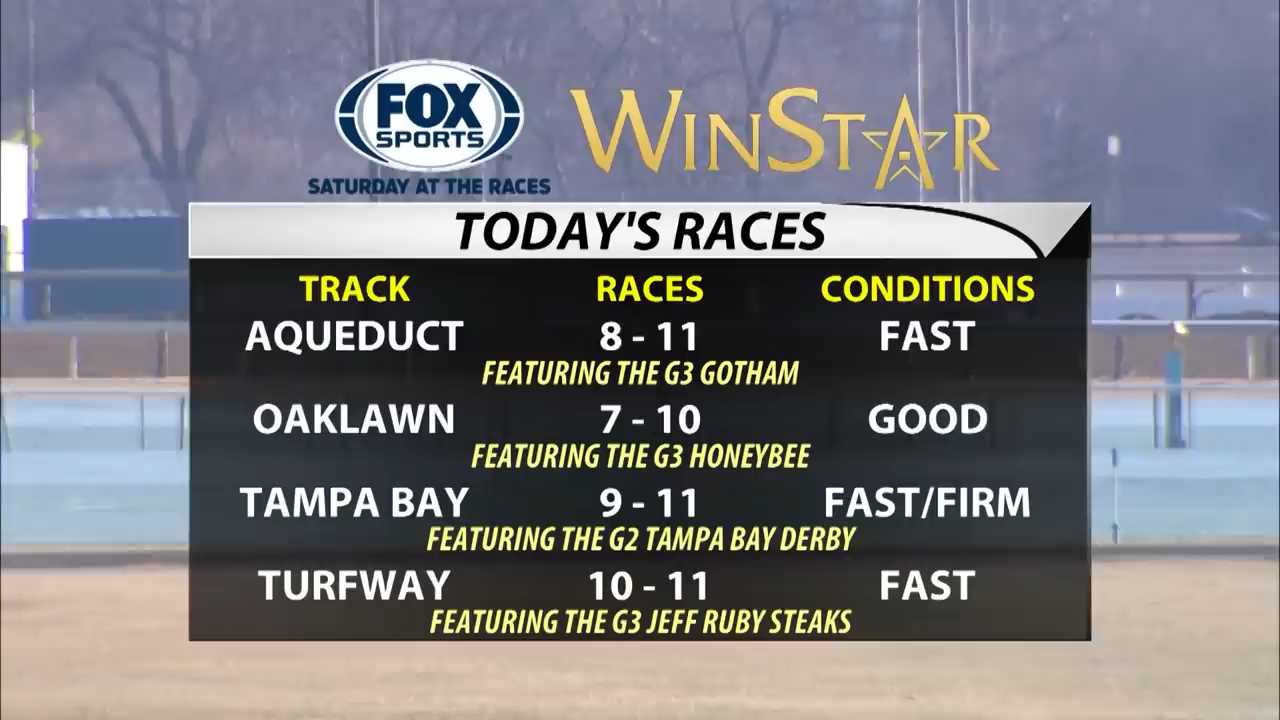 FOX
SPORTS
SATURDAY AT THE RACES
WINSTAR
TODAY'S RACES
TRACK RACES CONDITIONS
AQUEDUCT 8 - 11 FAST
FEATURING THE G3 GOTHAM
OAKLAWN 7 - 10 GOOD
FEATURING THE G3 HONEYBEE
TAMPA BAY 9 - 11 FAST/FIRM
FEATURING THE G2 TAMPA BAY DERBY
TURFWAY 10 - 11 FAST
FEATURING THE G3 JEFF RUBY STEAKS